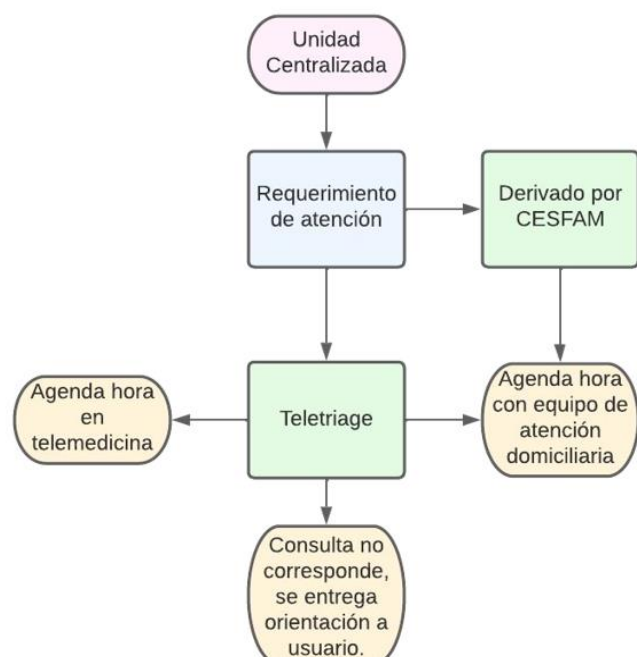 Unidad
Centralizada
Requerimiento
de atención
Derivado por
CESFAM
Agenda hora
en
telemedicina
Teletriage
Agenda hora
con equipo de
atención
domiciliaria
Consulta no
corresponde,
se entrega
orientación a
usuario.